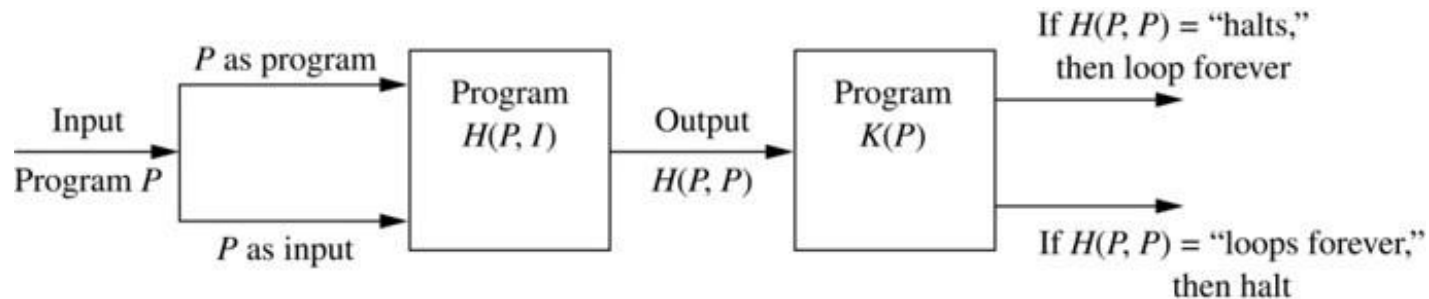 P as program
Input
Program P
P as input
Program
H(P, I)
Output
H(P, P)
Program
K(P)
If H(P, P) = “halts,”
then loop forever
If H(P, P) = “loops forever,”
then halt